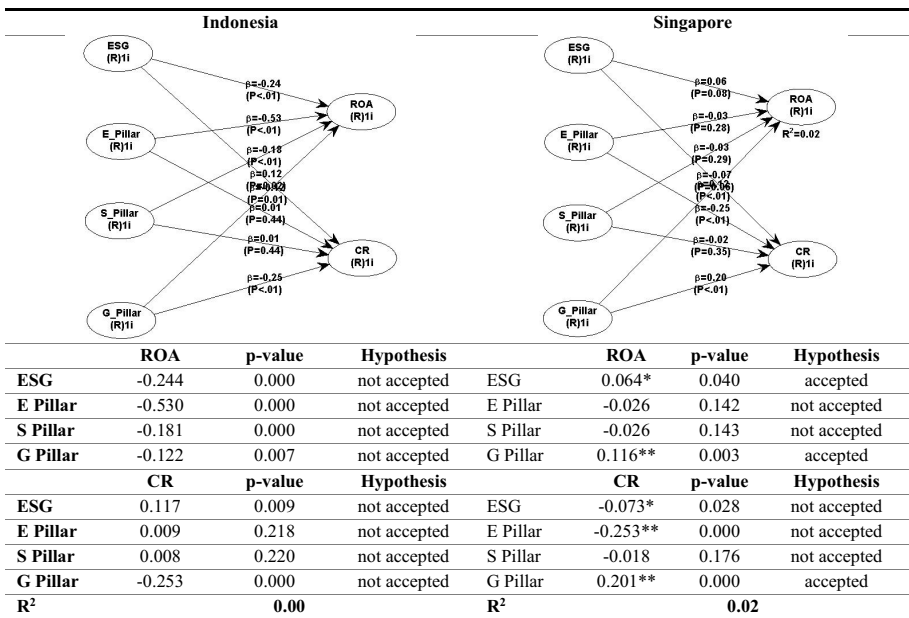 Indonesia Singapore
ESG
(R)1i
β=-0.24
(P<.01)
ROA
(R)1i
E_Pillar
(R)1i
β=-0.53
(P<.01)
β=-0.18
(P<.01)
β=0.12
(P=0.01)
S_Pillar
(R)1i
β=0.01
(P=0.44)
β=0.01
(P=0.44)
CR
(R)1i
β=-0.25
(P<.01)
G_Pillar
(R)1i
ESG
(R)1i
β=0.06
(P=0.08)
ROA
(R)1i
R²=0.02
E_Pillar
(R)1i
β=-0.03
(P=0.28)
β=-0.03
(P=0.29)
β=-0.07
(P<.01)
S_Pillar
(R)1i
β=-0.25
(P<.01)
β=-0.02
(P=0.35)
CR
(R)1i
β=0.20
(P<.01)
G_Pillar
(R)1i
ROA p-value Hypothesis ROA p-value Hypothesis
ESG -0.244 0.000 not accepted ESG 0.064* 0.040 accepted
E Pillar -0.530 0.000 not accepted E Pillar -0.026 0.142 not accepted
S Pillar -0.181 0.000 not accepted S Pillar -0.026 0.143 not accepted
G Pillar -0.122 0.007 not accepted G Pillar 0.116** 0.003 accepted
CR p-value Hypothesis CR p-value Hypothesis
ESG 0.117 0.009 not accepted ESG -0.073* 0.028 not accepted
E Pillar 0.009 0.218 not accepted E Pillar -0.253** 0.000 not accepted
S Pillar 0.008 0.220 not accepted S Pillar -0.018 0.176 not accepted
G Pillar -0.253 0.000 not accepted G Pillar 0.201** 0.000 accepted
R² 0.00 R² 0.02